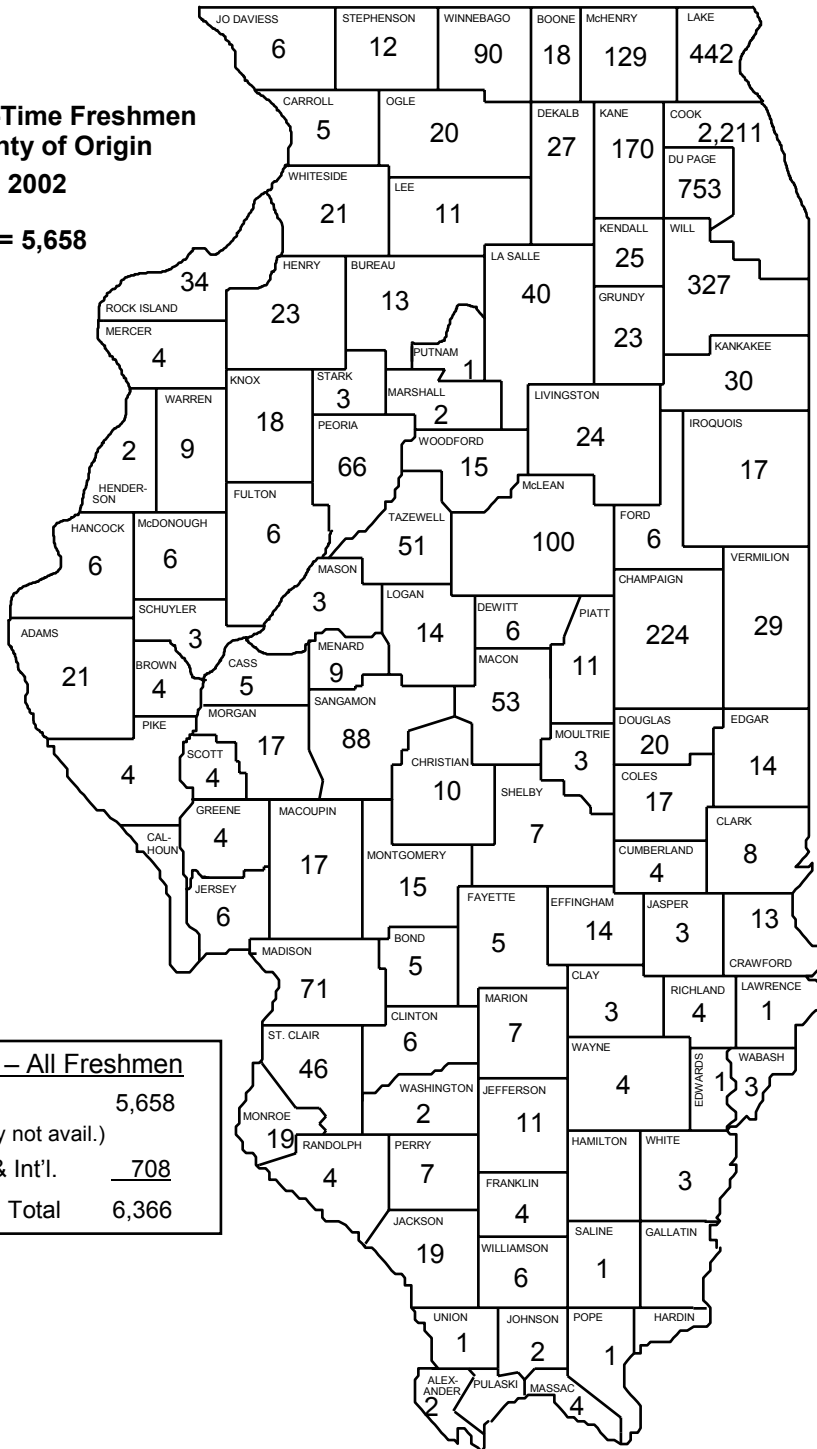 JO DAVIESS
6
STEPHENSON
12
WINNEBAGO
90
BOONE
18
McHENRY
129
LAKE
442
-Time Freshmen
nty of Origin
2002
= 5,658
CARROLL
5
OGLE
20
DEKALB
27
KANE
170
COOK
2,211
DU PAGE
753
WHITESIDE
21
LEE
11
KENDALL
25
WILL
327
34
ROCK ISLAND
HENRY
23
BUREAU
13
LA SALLE
40
GRUNDY
23
MERCER
4
PUTNAM
1
KANKAKEE
30
KNOX
18
STARK
3
MARSHALL
2
LIVINGSTON
24
WARREN
9
2
HENDER-
SON
PEORIA
66
WOODFORD
15
IROQUOIS
17
McLEAN
100
FULTON
6
TAZEWELL
51
FORD
6
HANCOCK
6
McDONOUGH
6
VERMILION
29
MASON
3
CHAMPAIGN
224
LOGAN
14
DEWITT
6
PIATT
11
SCHUYLER
3
ADAMS
21
BROWN
4
CASS
5
MENARD
9
MACON
53
SANGAMON
88
PIKE
4
MORGAN
17
SCOTT
4
CHRISTIAN
10
MOULTRIE
3
DOUGLAS
20
EDGAR
14
COLES
17
SHELBY
7
GREENE
4
MACOUPIN
17
CAL-
HOUN
CLARK
8
MONTGOMERY
15
CUMBERLAND
4
JERSEY
6
FAYETTE
5
EFFINGHAM
14
JASPER
3
13
CRAWFORD
BOND
5
MADISON
71
CLAY
3
RICHLAND
4
LAWRENCE
1
MARION
7
CLINTON
6
ST. CLAIR
46
WAYNE
4
EDWARDS
1
WABASH
3
WASHINGTON
2
JEFFERSON
11
MONROE
19
RANDOLPH
4
PERRY
7
HAMILTON
WHITE
3
FRANKLIN
4
JACKSON
19
WILLIAMSON
6
SALINE
1
GALLATIN
UNION
1
JOHNSON
2
POPE
1
HARDIN
ALEX-
ANDER
2
PULASKI
MASSAC
4
– All Freshmen
5,658
y not avail.)
& Int’l. 708
Total 6,366